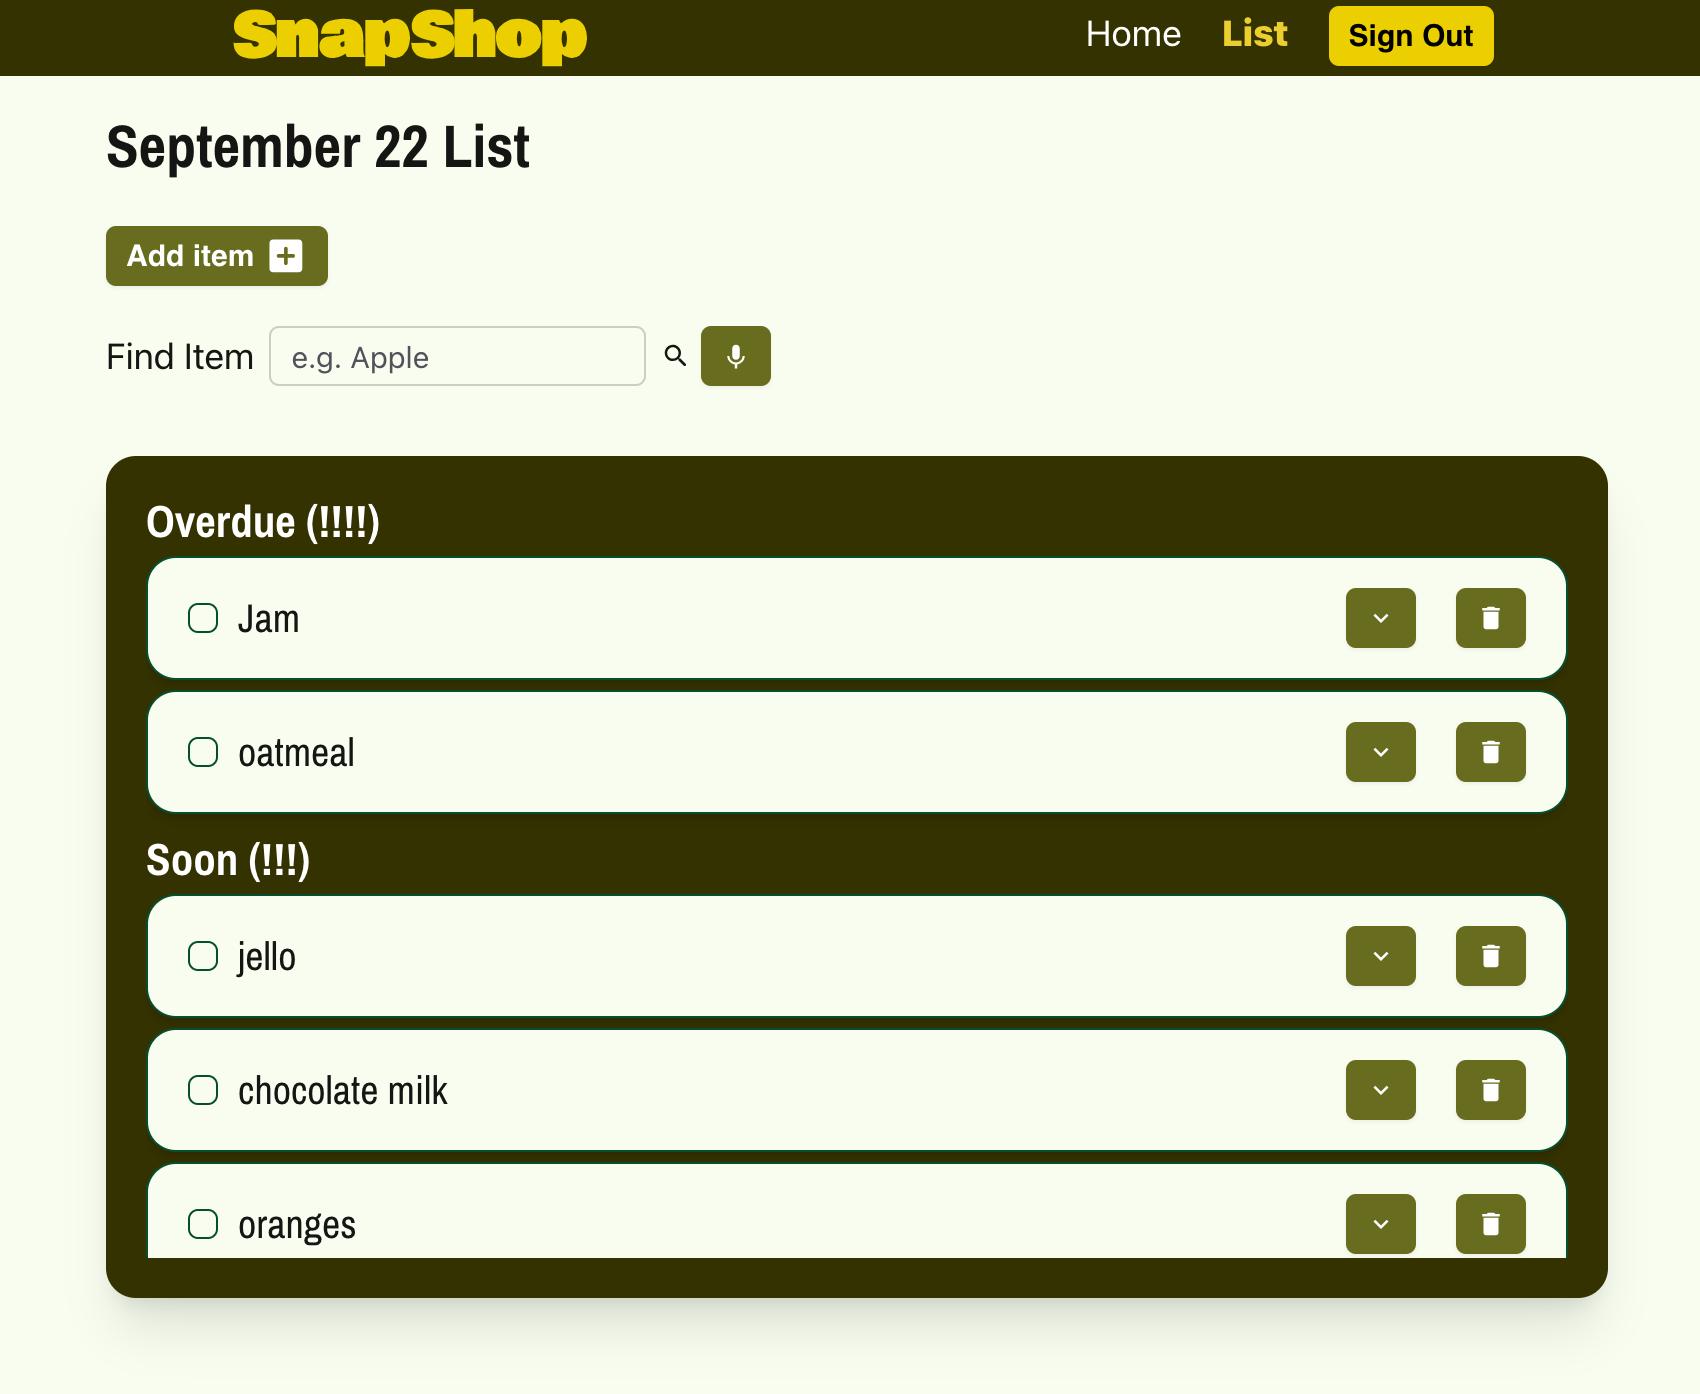 SnapShop
Home List Sign Out
September 22 List
Add item
Find Item e.g. Apple
Overdue (!!!!)
Jam
oatmeal
Soon (!!!)
jello
chocolate milk
oranges